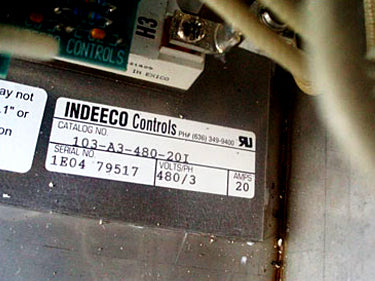 CONTROLS
H3
IN EXICO
ay not
.1" or
on
INDEECO Controls
PH# (636) 349-9400
CATALOG NO.
103-A3-480-20I
SERIAL NO
VOLTS/PH
AMPS
1E04 79517
480/3
20